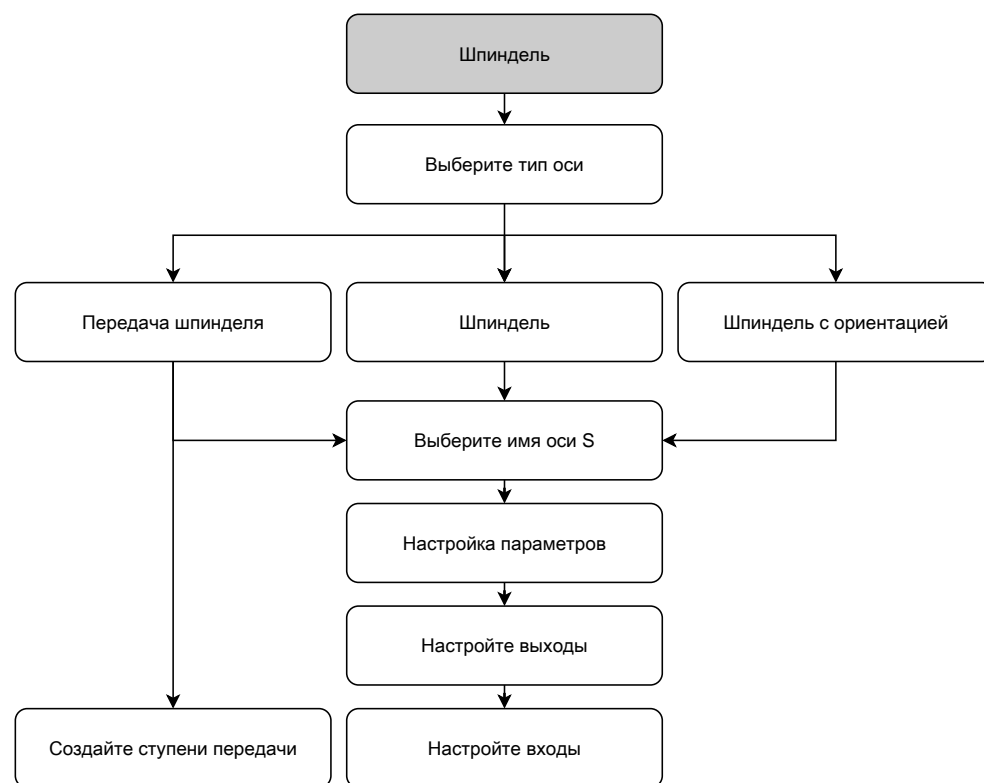 Шпиндель
Выберите тип оси
Передача шпинделя
Шпиндель
Шпиндель с ориентацией
Выберите имя оси S
Настройка параметров
Настройте выходы
Создайте ступени передачи
Настройте входы